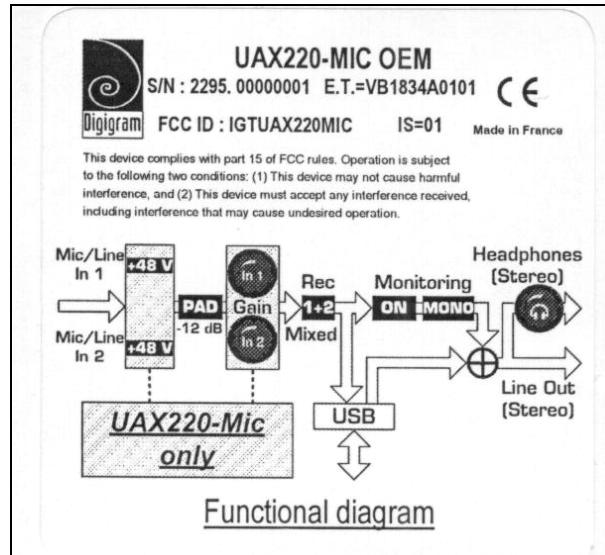 UAX220-MIC OEM
S/N : 2295. 00000001 E.T.=VB1834A0101
CE
Digigram
FCC ID : IGTUAX220MIC IS=01
Made in France
This device complies with part 15 of FCC rules. Operation is subject
to the following two conditions: (1) This device may not cause harmful
interference, and (2) This device must accept any interference received,
including interference that may cause undesired operation.
Mic/Line
In 1
+48 V
PAD
-12 dB
Mic/Line
In 2
+48 V
In 1
Gain
In 2
Rec
1+2
Mixed
Monitoring
ON MONO
Headphones
(Stereo)
Line Out
(Stereo)
USB
UAX220-Mic
only
Functional diagram